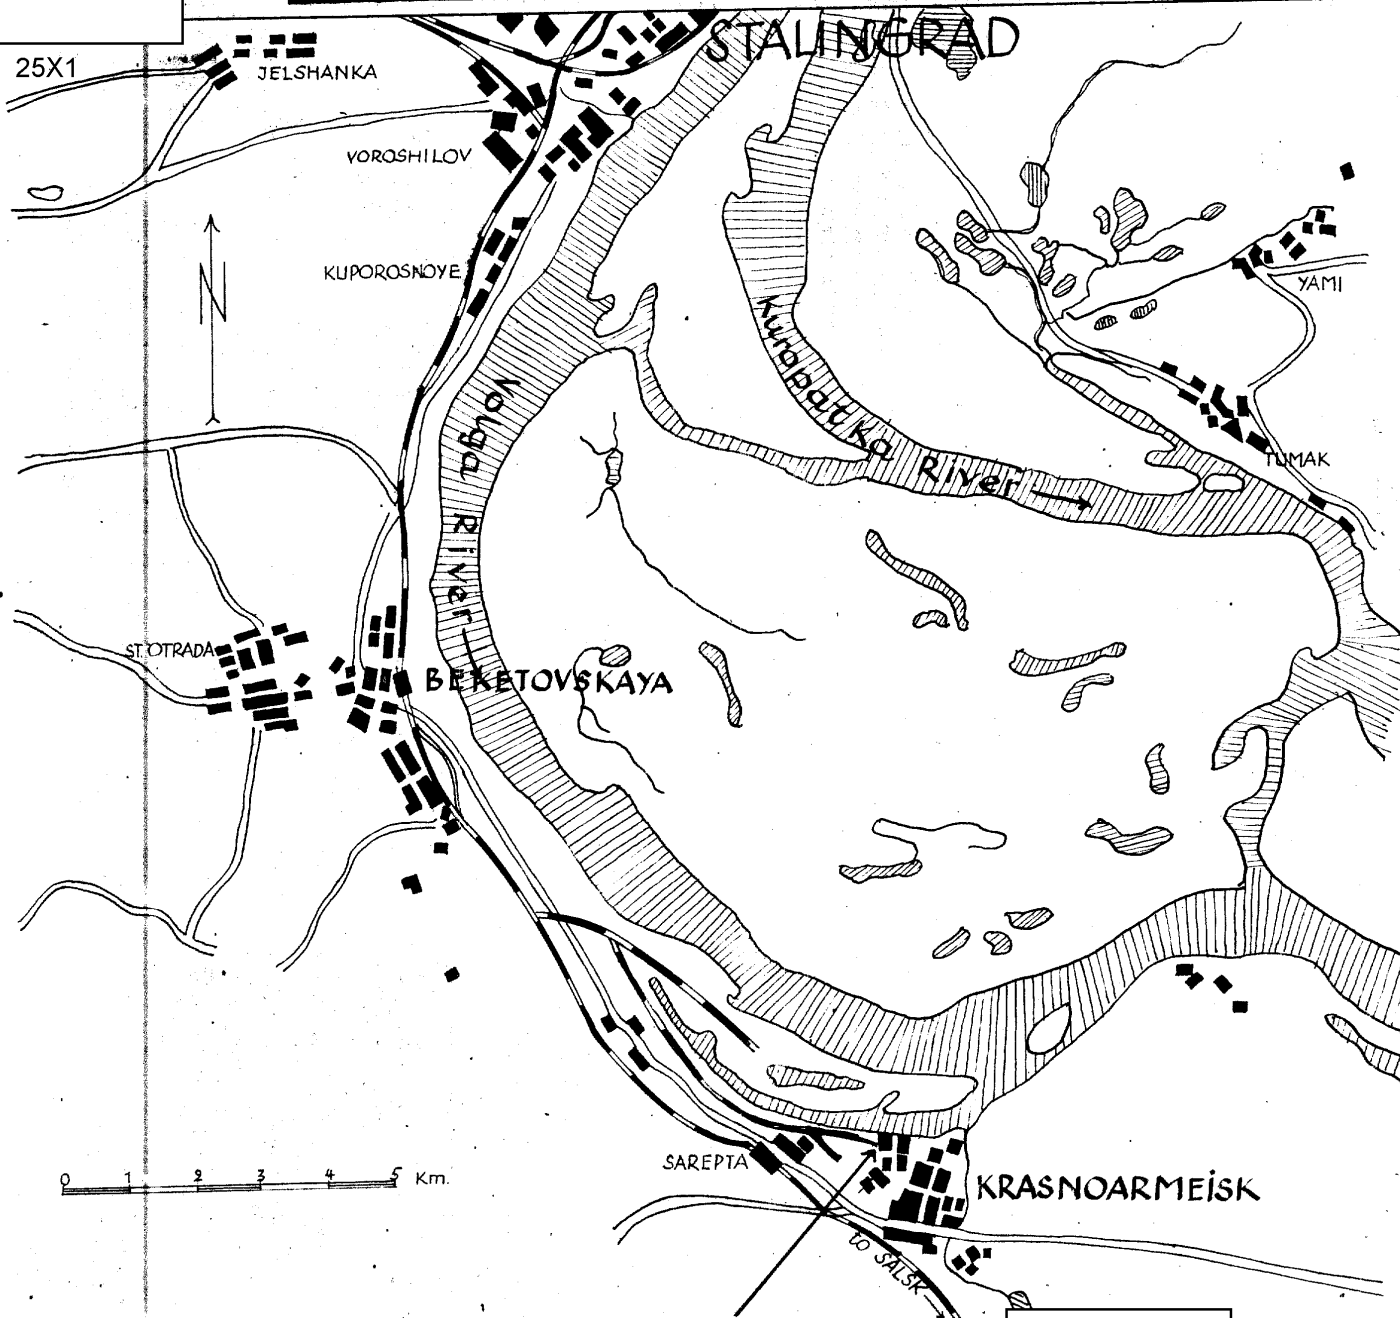 STALINGRAD
25X1
JELSHANKA
VOROSHILOV
KUPOROSNOYE
N
YAMI
Kuropatka River
Volga River
TUMAK
ST. OTRADA
BEKETOVSKAYA
0 1 2 3 4 5 Km.
SAREPTA
KRASNOARMEISK
to SALSK